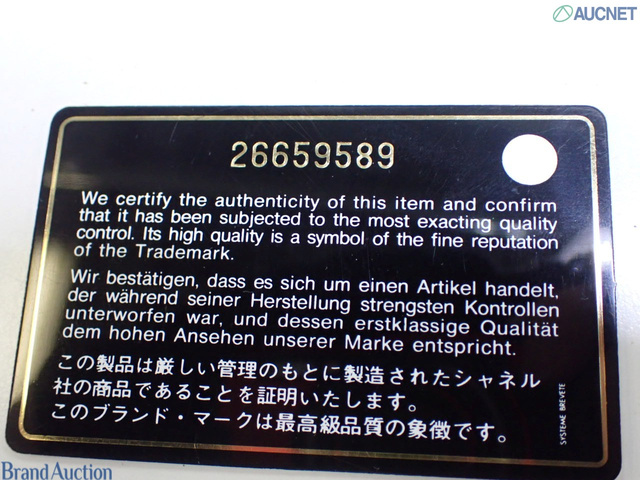 AUCNET
26659589
We certify the authenticity of this item and confirm
that it has been subjected to the most exacting quality
control. Its high quality is a symbol of the fine reputation
of the Trademark.
Wir bestätigen, dass es sich um einen Artikel handelt,
der während seiner Herstellung strengsten Kontrollen
unterworfen war, und dessen erstklassige Qualität
dem hohen Ansehen unserer Marke entspricht.
この製品は厳しい管理のもとに製造されたシャネル
社の商品であることを証明いたします。
このブランド・マークは最高級品質の象徴です。
SYSTEME BREVETE
Brand Auction